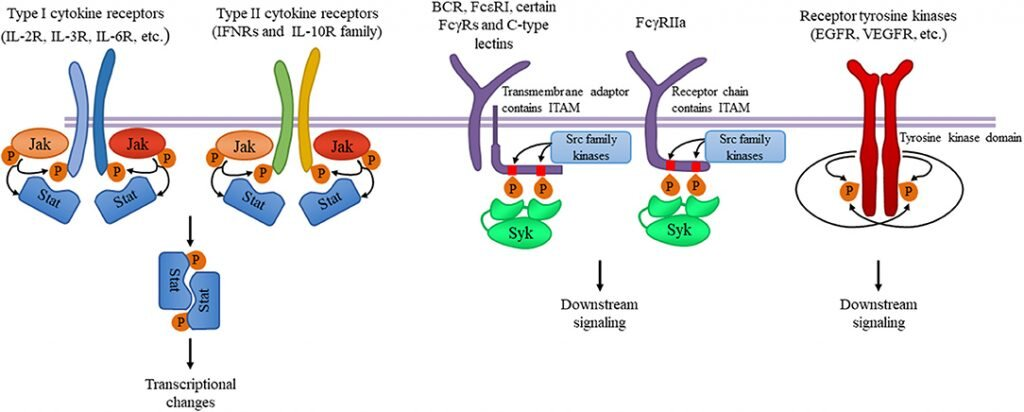 Type I cytokine receptors
(IL-2R, IL-3R, IL-6R, etc.)
Type II cytokine receptors
(IFNRs and IL-10R family)
BCR, FcεRI, certain
FcγRs and C-type
lectins
FcγRIIa
Receptor tyrosine kinases
(EGFR, VEGFR, etc.)
Transmembrane adaptor
contains ITAM
Receptor chain
contains ITAM
Tyrosine kinase domain
Jak
Jak
P
P
P
P
Stat
Stat
Jak
Jak
P
P
P
P
Stat
Stat
Src family
kinases
P
P
Syk
Src family
kinases
P
P
Syk
P
P
P
Stat
Stat
P
Transcriptional
changes
Downstream
signaling
Downstream
signaling